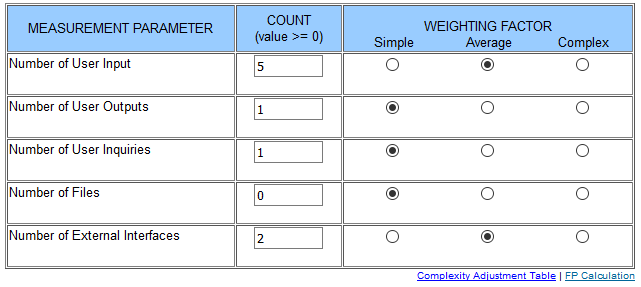 MEASUREMENT PARAMETER COUNT WEIGHTING FACTOR
(value >= 0) Simple Average Complex
Number of User Input 5
Number of User Outputs 1
Number of User Inquiries 1
Number of Files 0
Number of External Interfaces 2
Complexity Adjustment Table | FP Calculation